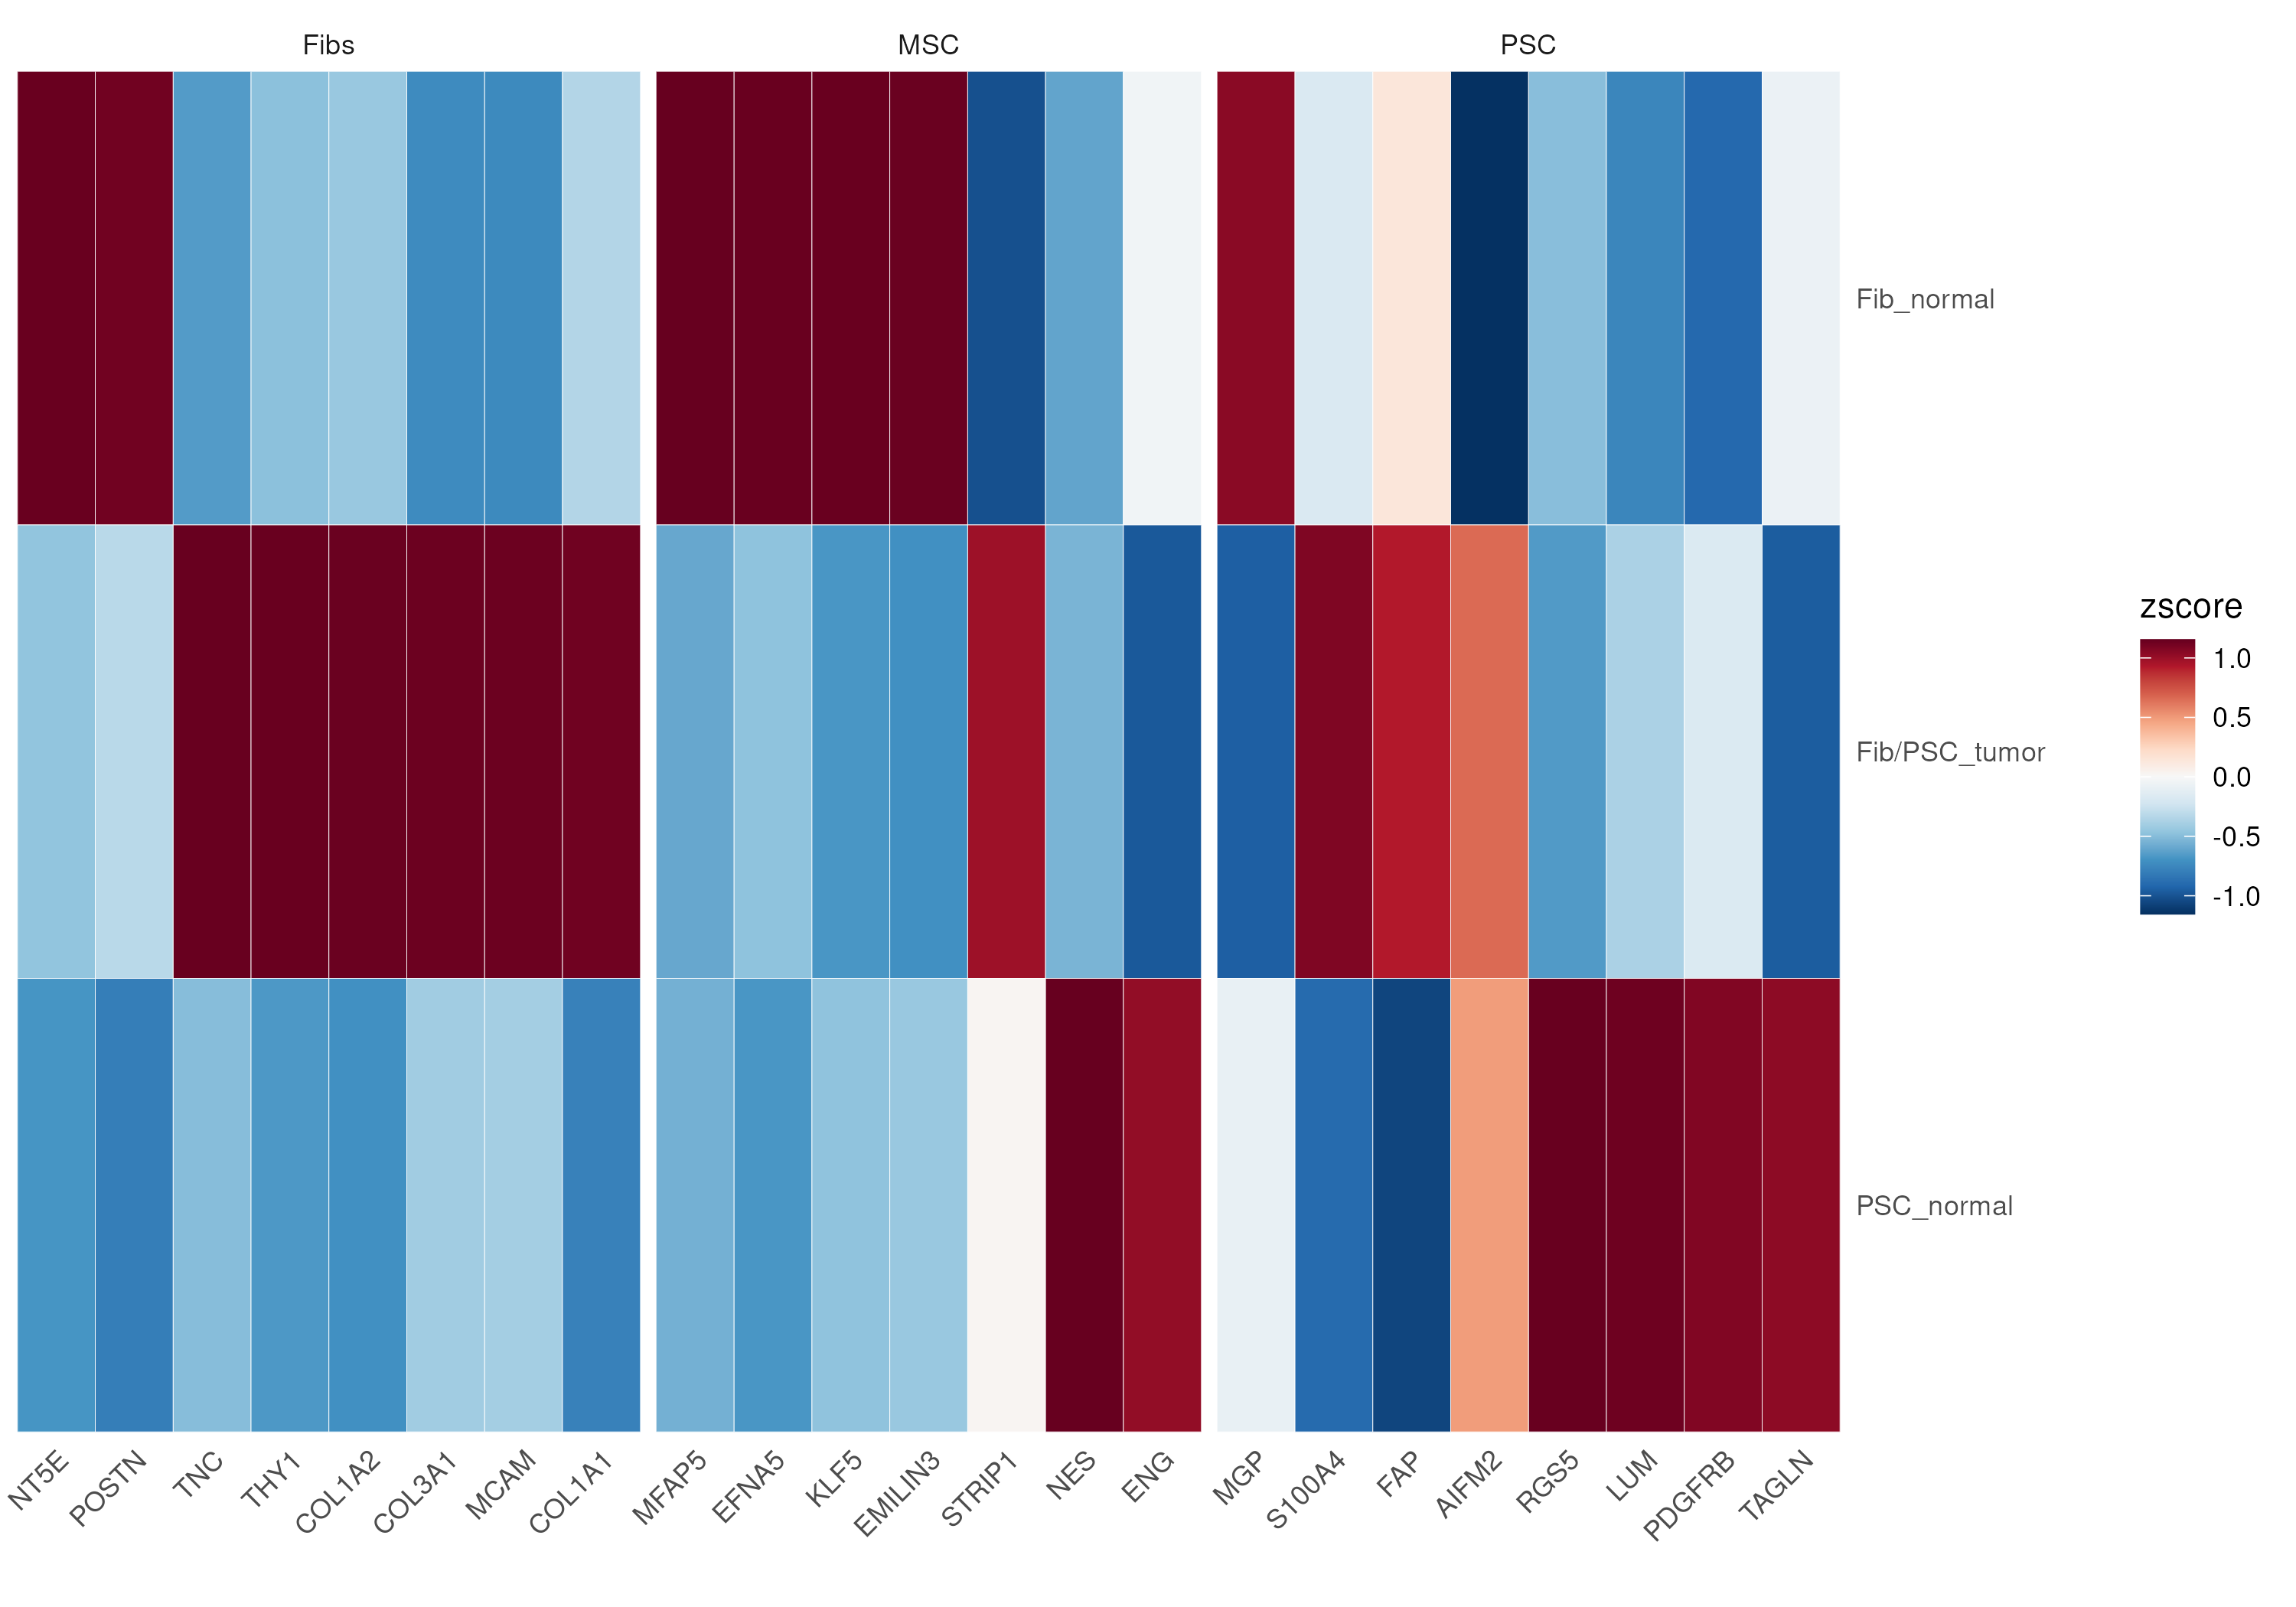 Fibs
MSC
PSC
Fib_normal
Fib/PSC_tumor
PSC_normal
zscore
1.0
0.5
0.0
-0.5
-1.0
NT5E
POSTN
TNC
THY1
COL1A2
COL3A1
MCAM
COL1A1
MFAP5
EFNA5
KLF5
EMILIN3
STRIP1
NES
ENG
MGP
S100A4
FAP
AIFM2
RGS5
LUM
PDGFRB
TAGLN